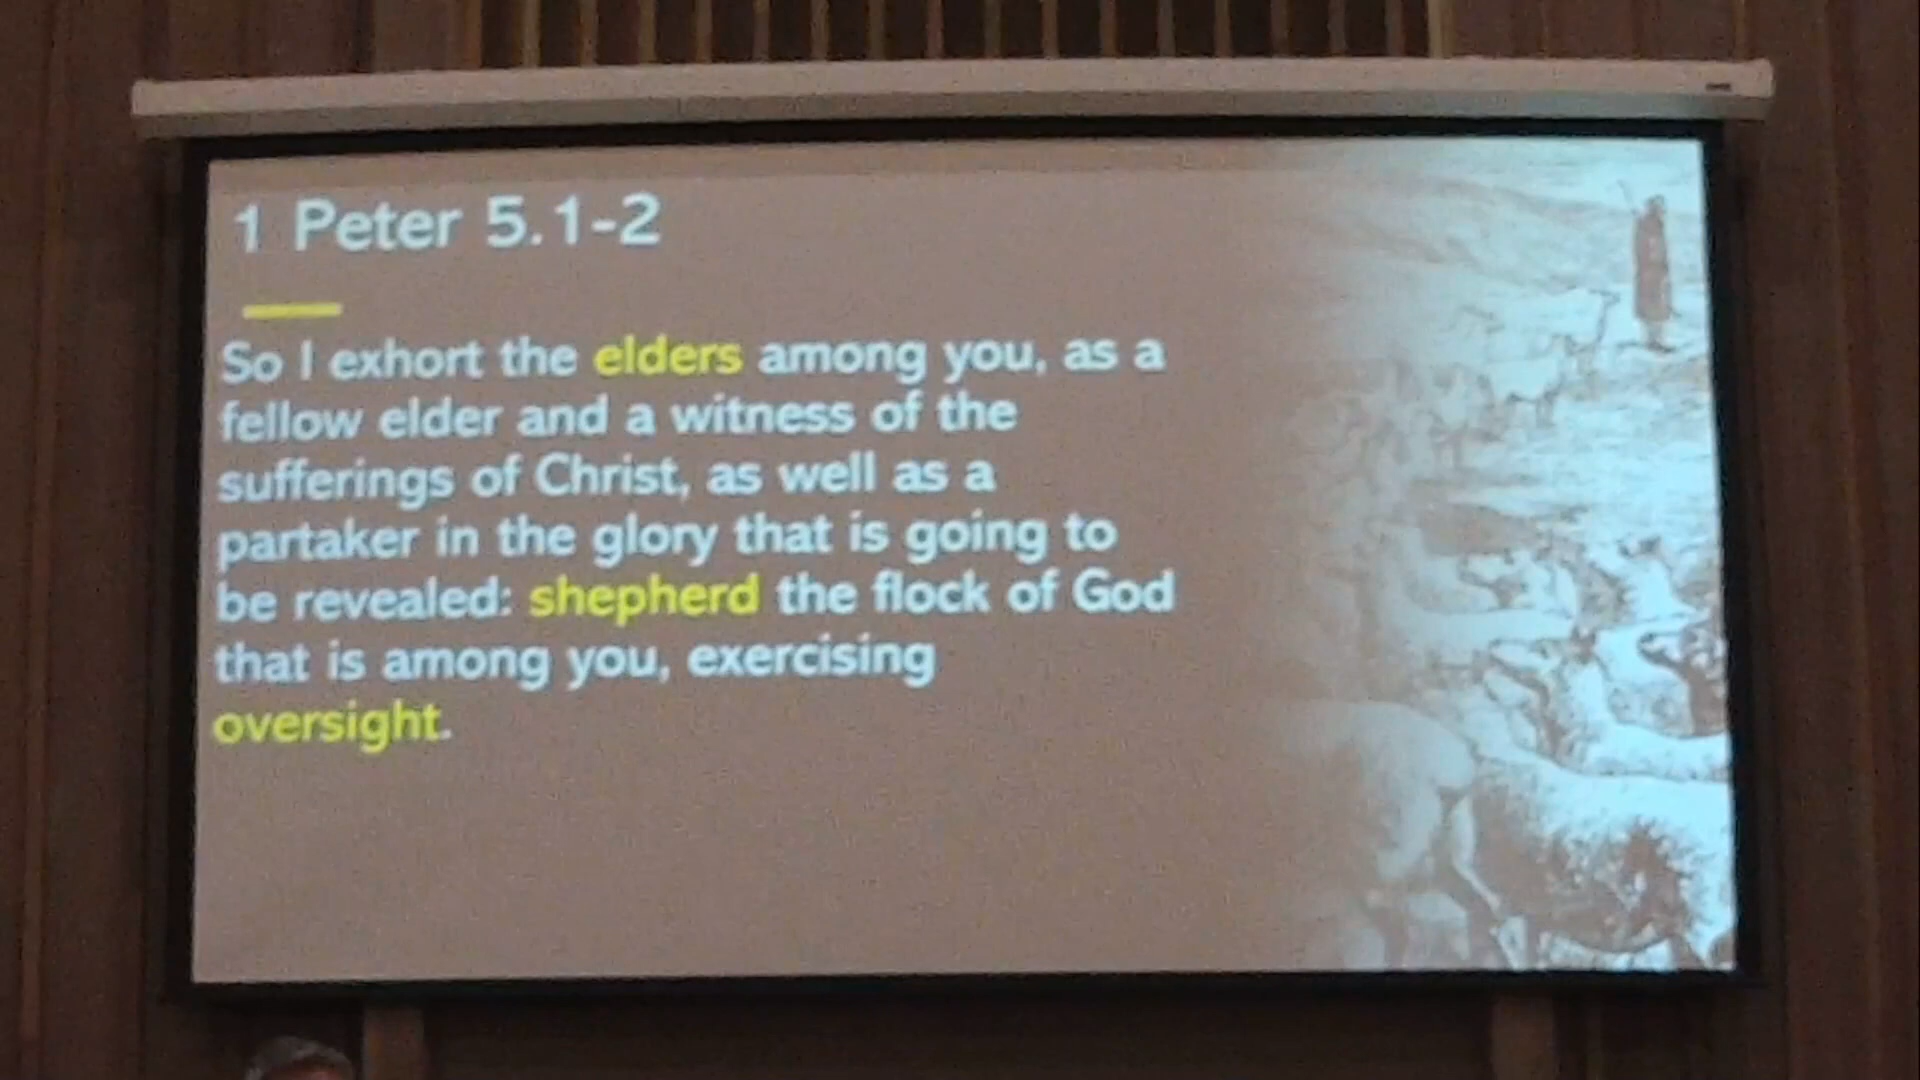 1 Peter 5.1-2
So I exhort the elders among you, as a
fellow elder and a witness of the
sufferings of Christ, as well as a
partaker in the glory that is going to
be revealed: shepherd the flock of God
that is among you, exercising
oversight.